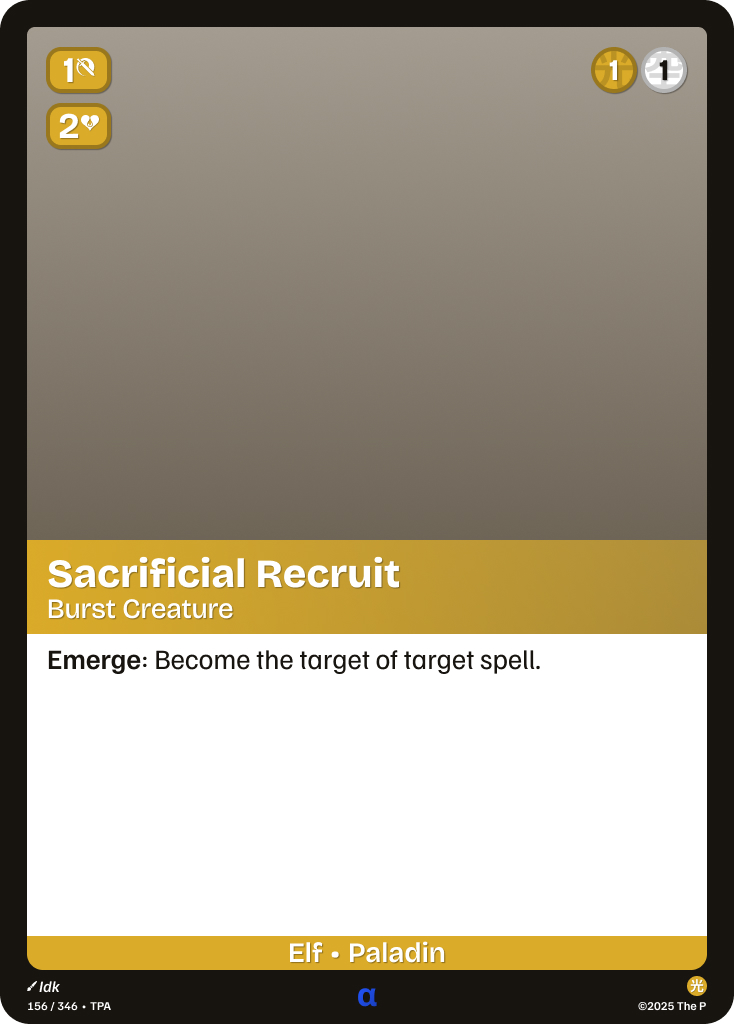 1
2
1 1
Sacrificial Recruit
Burst Creature
Emerge: Become the target of target spell.
Elf • Paladin
Idk
156 / 346 • TPA
α
光
©2025 The P